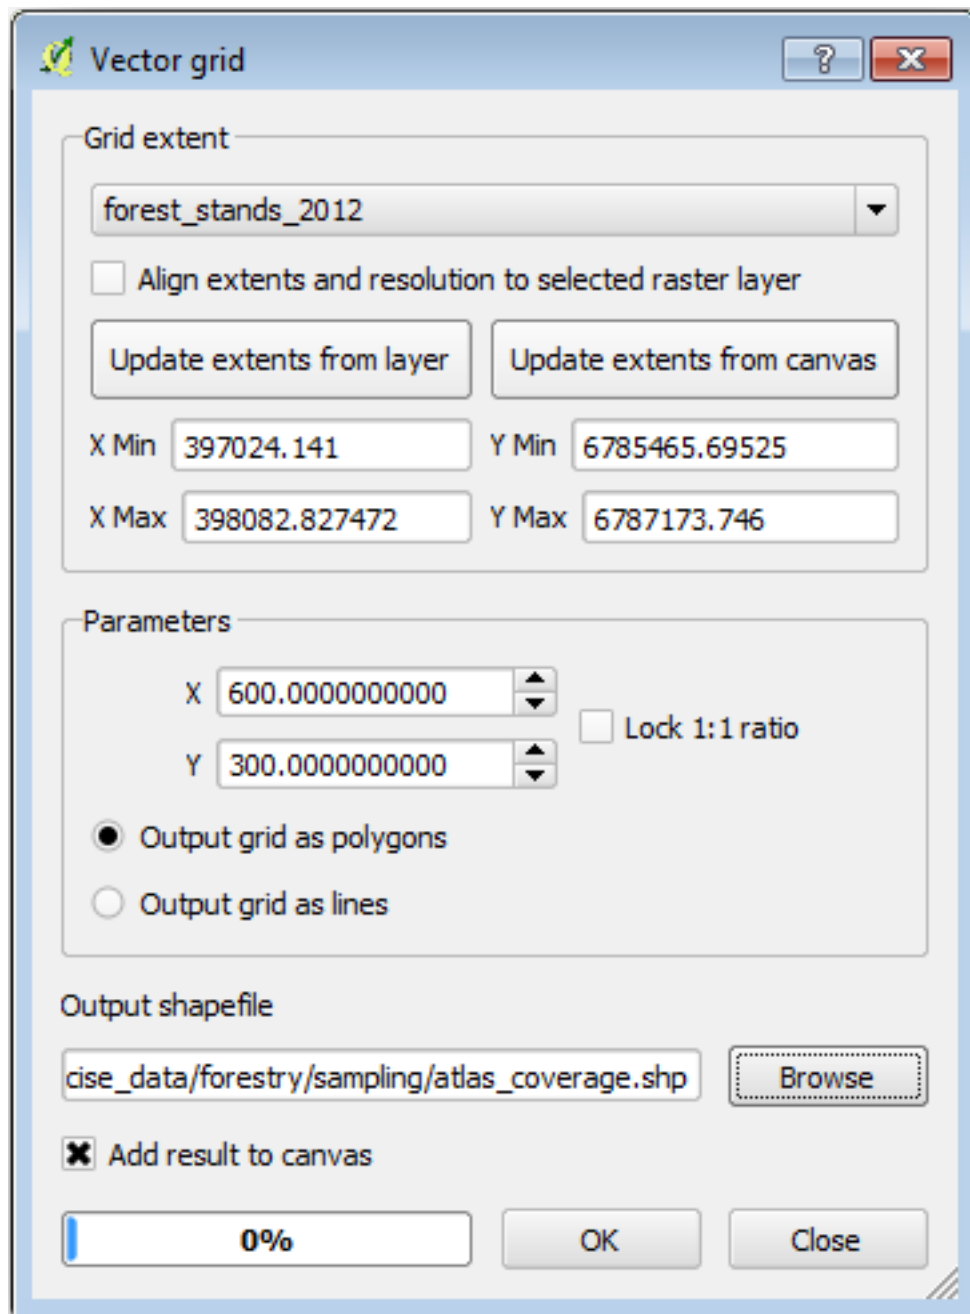 Vector grid
Grid extent
forest_stands_2012
Align extents and resolution to selected raster layer
Update extents from layer Update extents from canvas
X Min 397024.141 Y Min 6785465.69525
X Max 398082.827472 Y Max 6787173.746
Parameters
X 600.0000000000
Lock 1:1 ratio
Y 300.0000000000
Output grid as polygons
Output grid as lines
Output shapefile
cise_data/forestry/sampling/atlas_coverage.shp Browse
Add result to canvas
0% OK Close